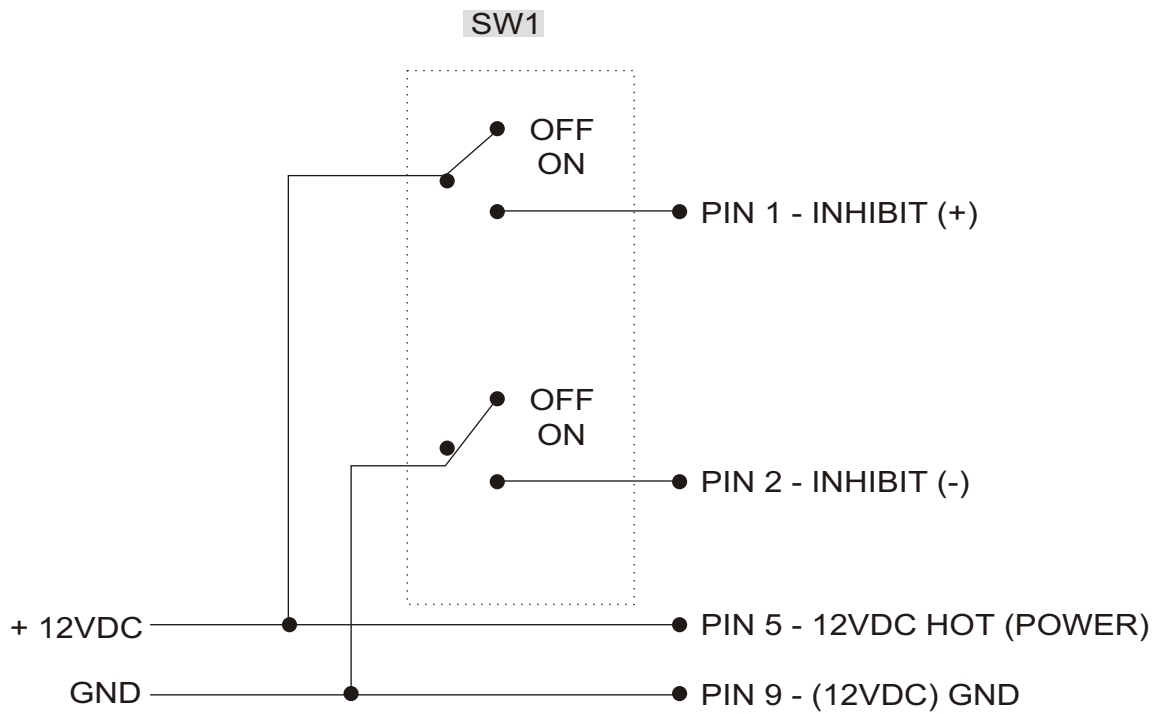 SW1
OFF
ON
PIN 1 - INHIBIT (+)
OFF
ON
PIN 2 - INHIBIT (-)
+ 12VDC
PIN 5 - 12VDC HOT (POWER)
GND
PIN 9 - (12VDC) GND